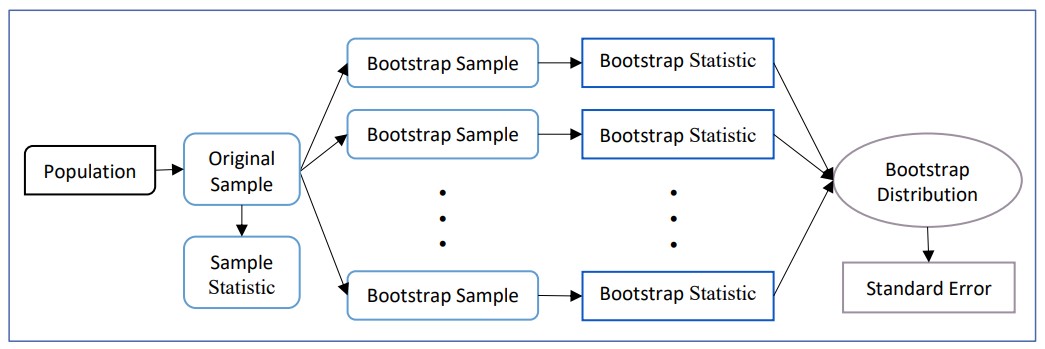 Population
Original
Sample
Sample
Statistic
Bootstrap Sample
Bootstrap Statistic
Bootstrap Sample
Bootstrap Statistic
Bootstrap Sample
Bootstrap Statistic
Bootstrap
Distribution
Standard Error